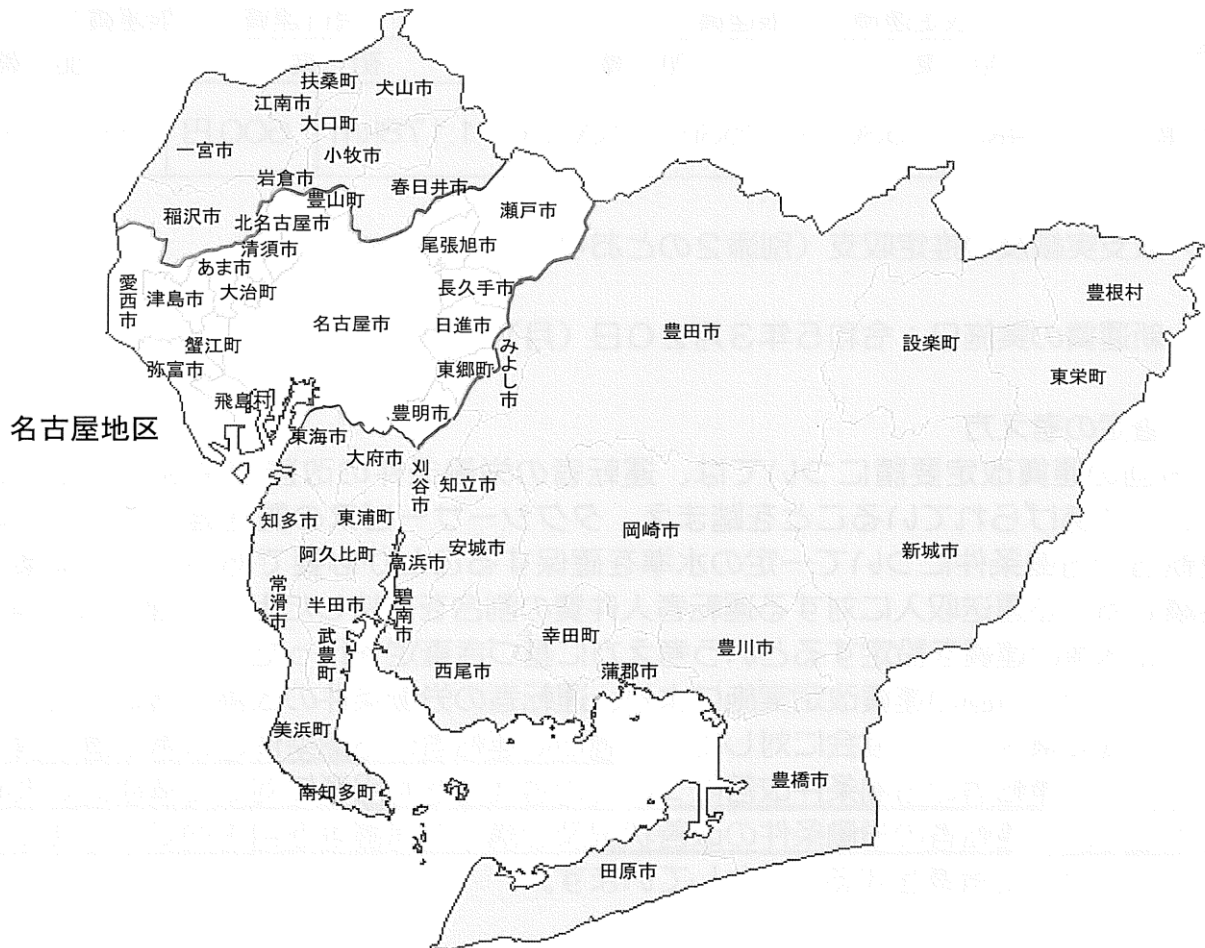 扶桑町
犬山市
江南市
大口町
一宮市
小牧市
岩倉市
春日井市
豊山町
稲沢市
北名古屋市
瀬戸市
清須市
尾張旭市
あま市
愛西市
津島市
大治町
長久手市
豊根村
名古屋市
日進市
豊田市
設楽町
蟹江町
みよし市
弥富市
東郷町
東栄町
飛島村
豊明市
名古屋地区
東海市
大府市
刈谷市
知立市
知多市
東浦町
岡崎市
阿久比町
安城市
新城市
高浜市
常滑市
半田市
碧南市
武豊町
幸田町
豊川市
西尾市
蒲郡市
美浜町
豊橋市
南知多町
田原市